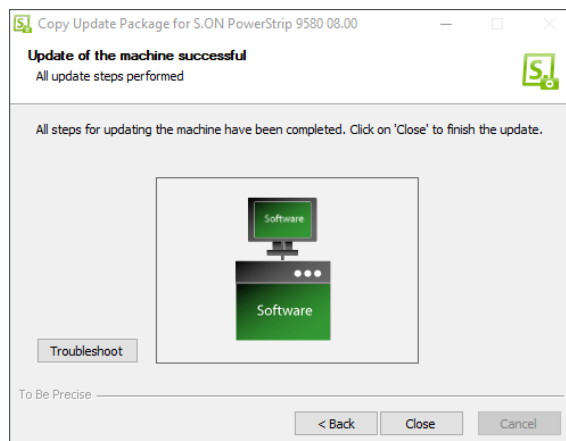 Copy Update Package for S.ON PowerStrip 9580 08.00
Update of the machine successful
All update steps performed
S.
All steps for updating the machine have been completed. Click on 'Close' to finish the update.
Software
Software
Troubleshoot
To Be Precise
< Back
Close
Cancel